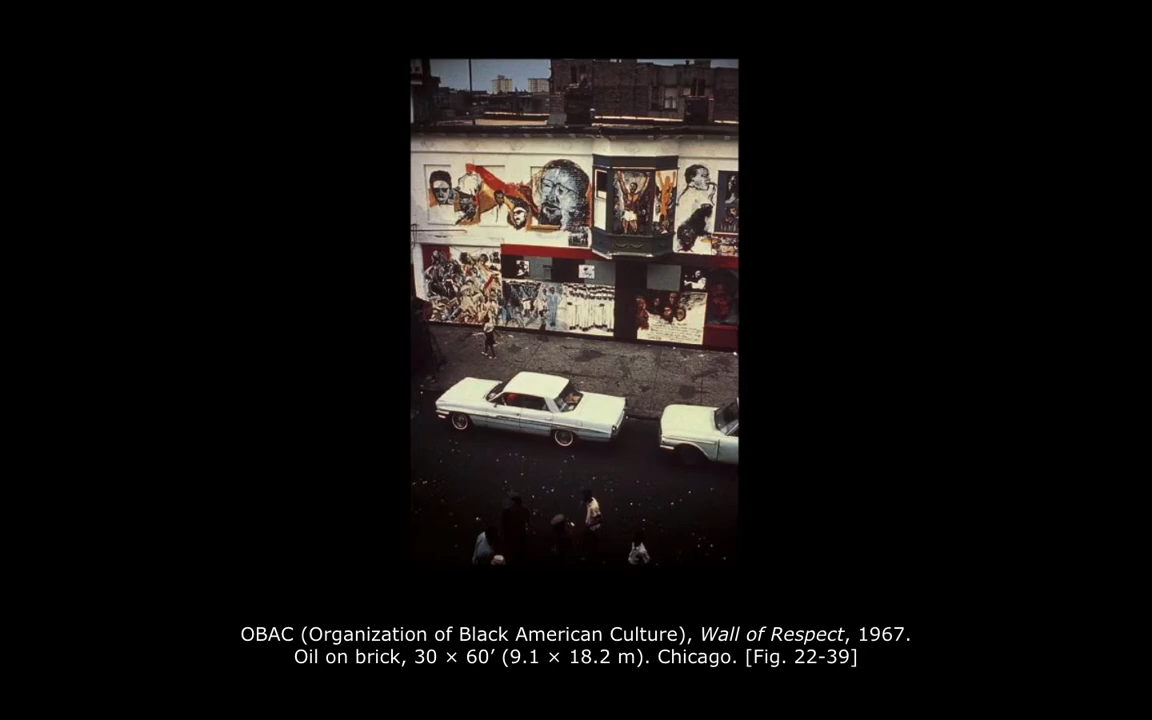 OBAC (Organization of Black American Culture), Wall of Respect, 1967.
Oil on brick, 30 × 60’ (9.1 × 18.2 m). Chicago. [Fig. 22-39]